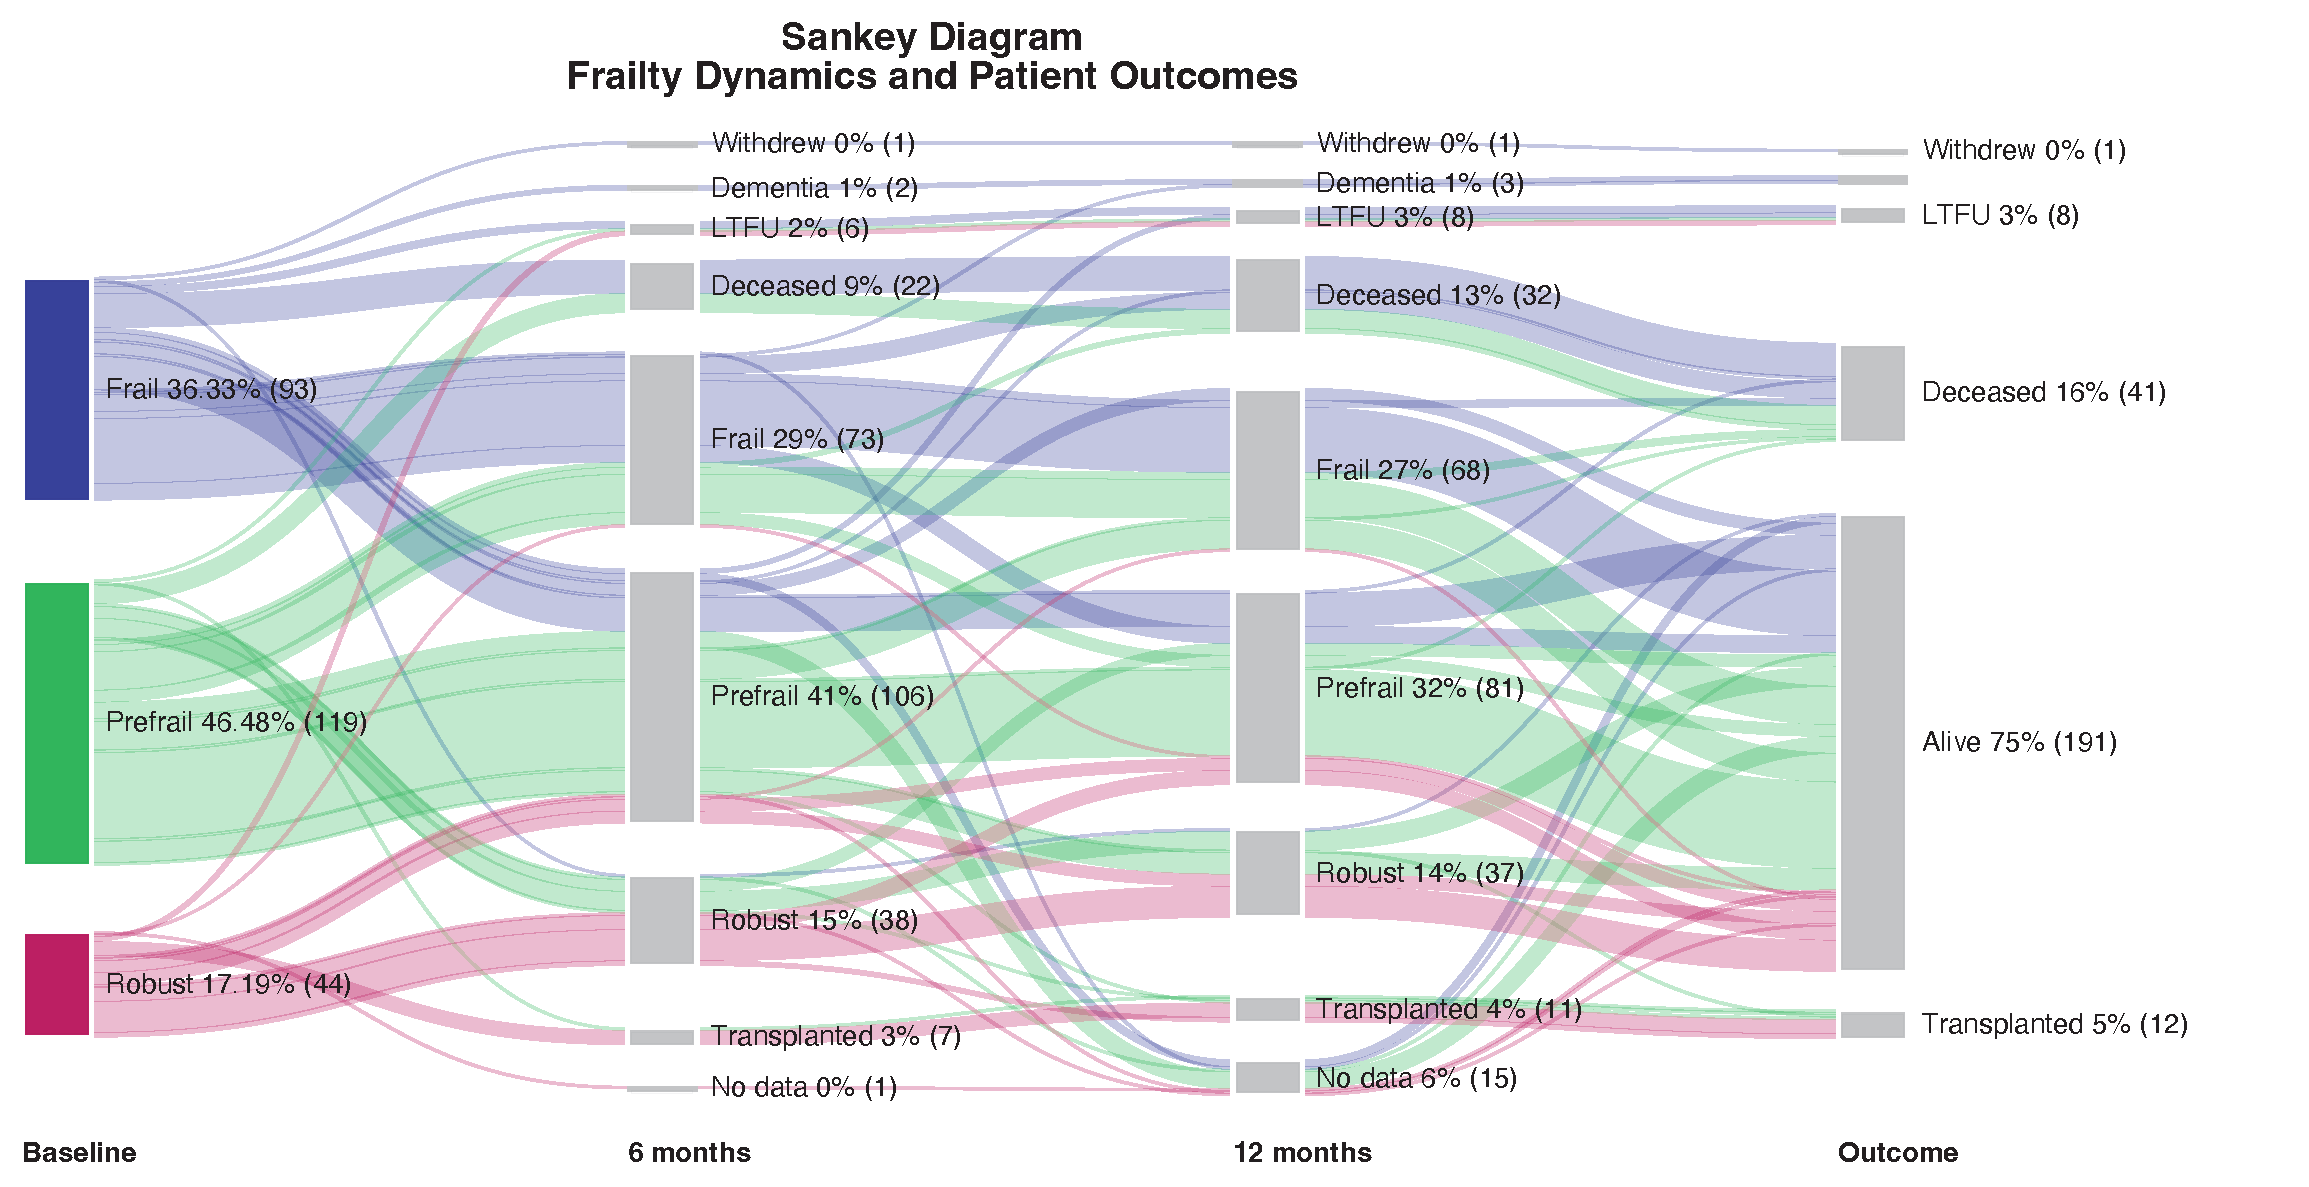 Sankey Diagram
Frailty Dynamics and Patient Outcomes
Frail 36.33% (93)
Prefrail 46.48% (119)
Robust 17.19% (44)
Withdrew 0% (1)
Dementia 1% (2)
LTFU 2% (6)
Deceased 9% (22)
Frail 29% (73)
Prefrail 41% (106)
Robust 15% (38)
Transplanted 3% (7)
No data 0% (1)
Withdrew 0% (1)
Dementia 1% (3)
LTFU 3% (8)
Deceased 13% (32)
Frail 27% (68)
Prefrail 32% (81)
Robust 14% (37)
Transplanted 4% (11)
No data 6% (15)
Withdrew 0% (1)
LTFU 3% (8)
Deceased 16% (41)
Alive 75% (191)
Transplanted 5% (12)
Baseline
6 months
12 months
Outcome